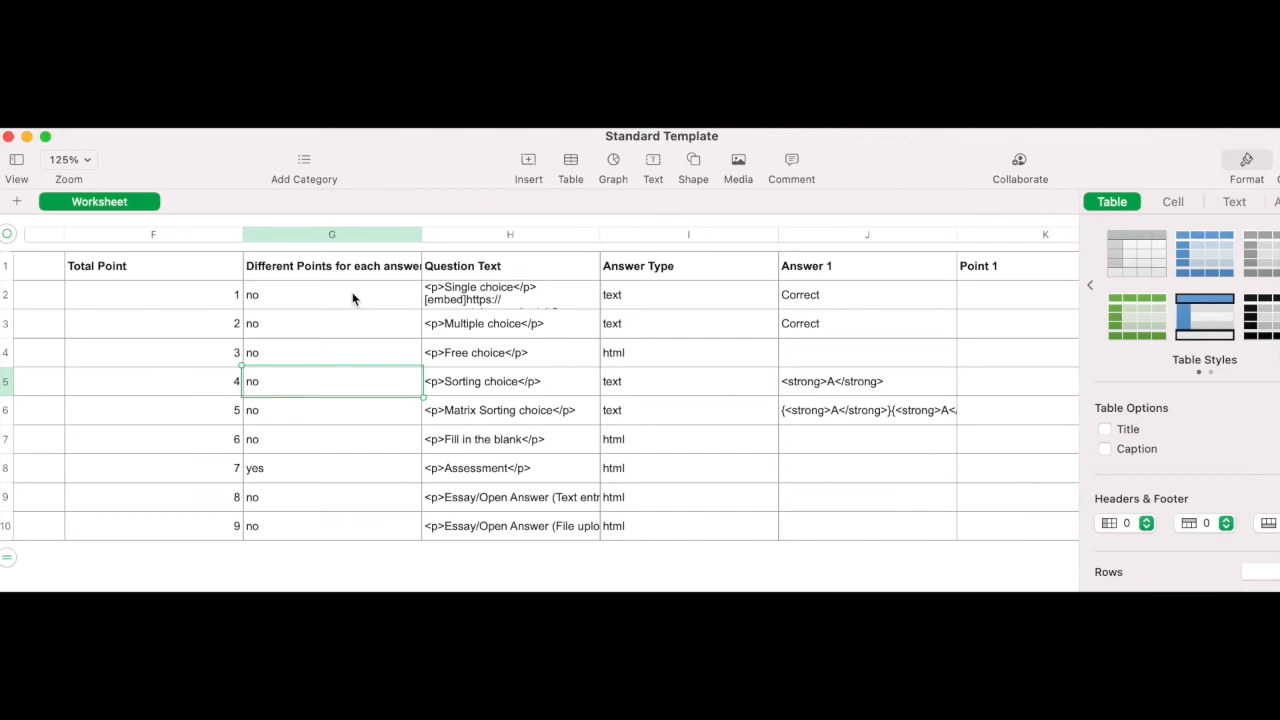 Standard Template
125%
View Zoom Add Category Insert Table Graph Text Shape Media Comment Collaborate Format
+ Worksheet Table Cell Text
F G H I J K
1 Total Point Different Points for each answer Question Text Answer Type Answer 1 Point 1
2 1 no <p>Single choice</p> text Correct
[embed]https://
3 2 no <p>Multiple choice</p> text Correct
4 3 no <p>Free choice</p> html
5 4 no <p>Sorting choice</p> text <strong>A</strong>
6 5 no <p>Matrix Sorting choice</p> text {<strong>A</strong>}{<strong>A</
7 6 no <p>Fill in the blank</p> html
8 7 yes <p>Assessment</p> html
9 8 no <p>Essay/Open Answer (Text entr html
10 9 no <p>Essay/Open Answer (File uplo html
Table Styles
Table Options
Title
Caption
Headers & Footer
0 0
Rows